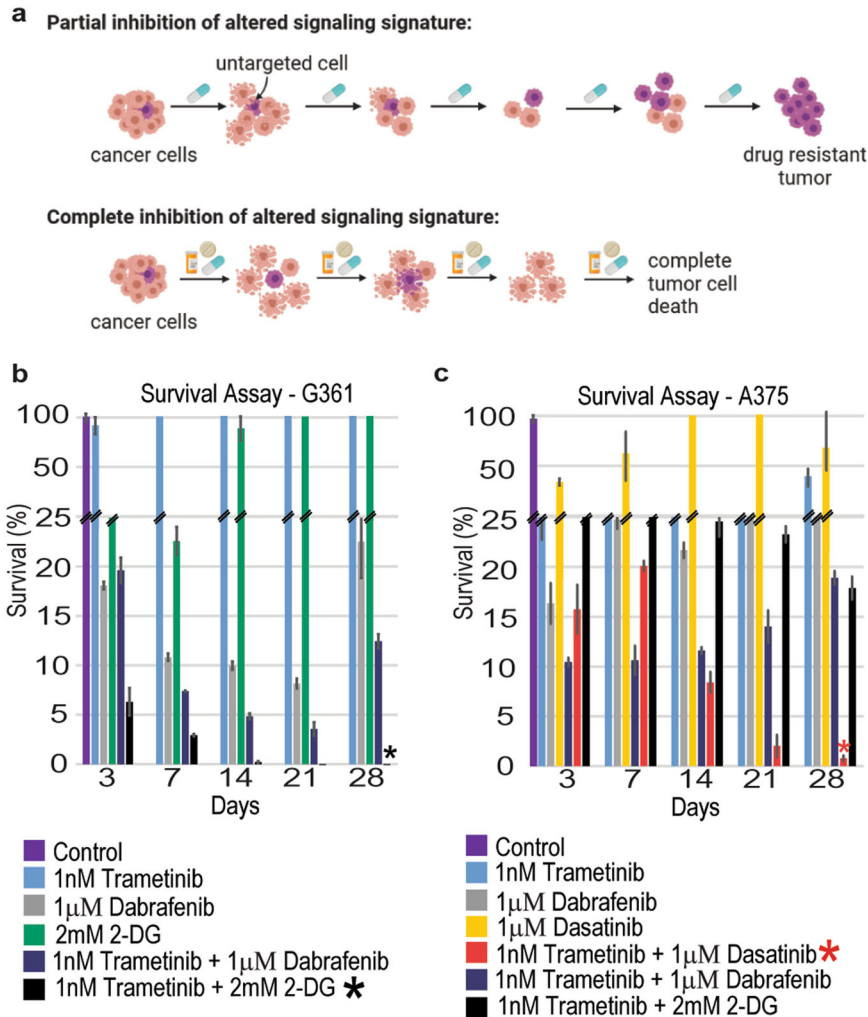 a
Partial inhibition of altered signaling signature:
untargeted cell
cancer cells
drug resistant
tumor
Complete inhibition of altered signaling signature:
cancer cells
complete
tumor cell
death
b
Survival Assay - G361
Survival (%)
100
50
25
20
15
10
5
0
3 7 14 21 28
*
Days
Control
1nM Trametinib
1μM Dabrafenib
2mM 2-DG
1nM Trametinib + 1μM Dabrafenib
1nM Trametinib + 2mM 2-DG *
c
Survival Assay - A375
Survival (%)
100
50
25
20
15
10
5
0
3 7 14 21 28
*
Days
Control
1nM Trametinib
1μM Dabrafenib
1μM Dasatinib
1nM Trametinib + 1μM Dasatinib *
1nM Trametinib + 1μM Dabrafenib
1nM Trametinib + 2mM 2-DG